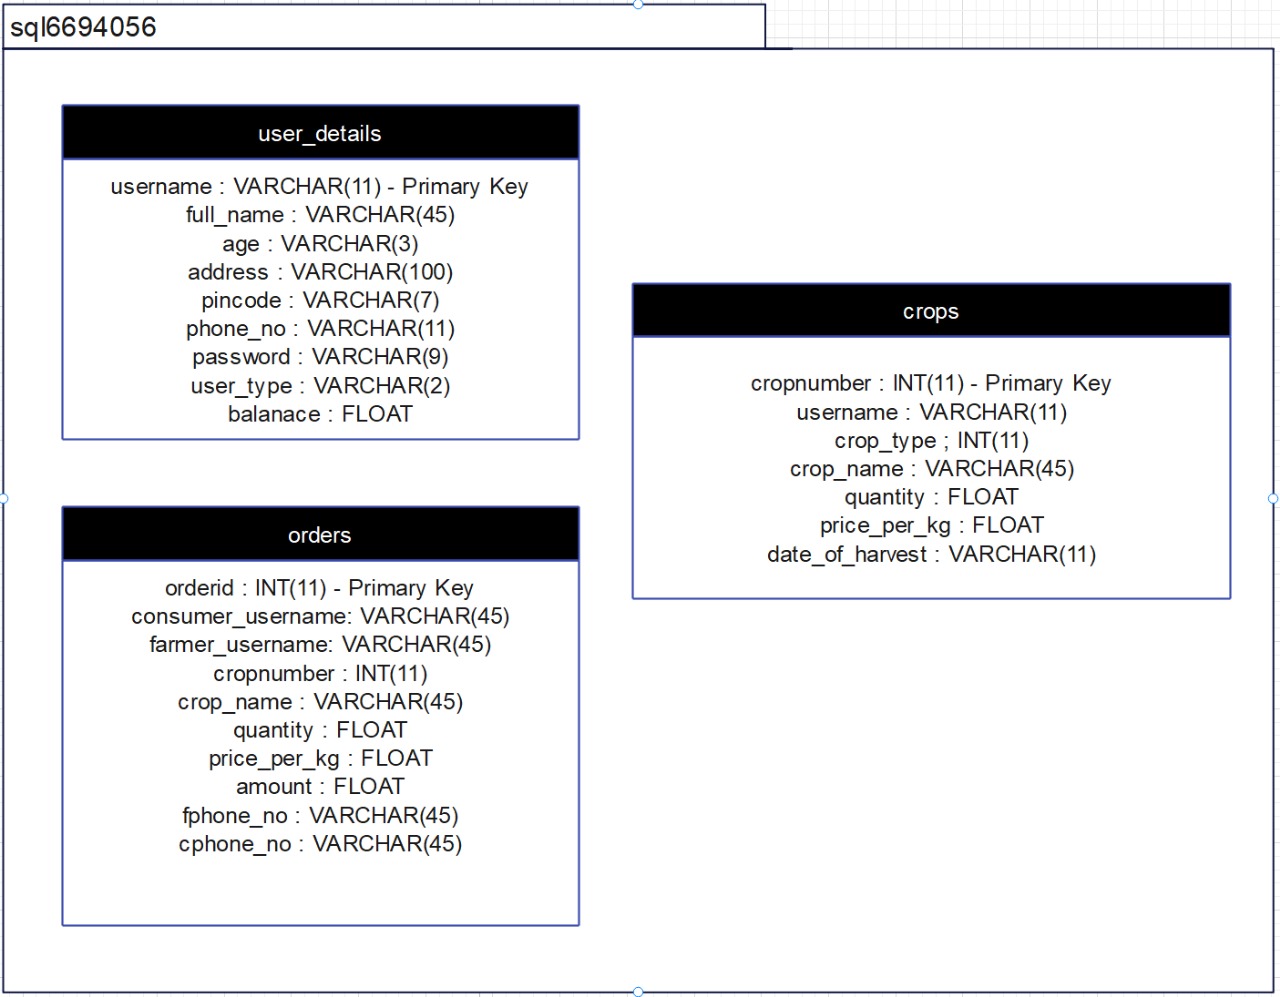 sql6694056
user_details
username : VARCHAR(11) - Primary Key
full_name : VARCHAR(45)
age : VARCHAR(3)
address : VARCHAR(100)
pincode : VARCHAR(7)
phone_no : VARCHAR(11)
password : VARCHAR(9)
user_type : VARCHAR(2)
balanace : FLOAT
crops
cropnumber : INT(11) - Primary Key
username : VARCHAR(11)
crop_type ; INT(11)
crop_name : VARCHAR(45)
quantity : FLOAT
price_per_kg : FLOAT
date_of_harvest : VARCHAR(11)
orders
orderid : INT(11) - Primary Key
consumer_username: VARCHAR(45)
farmer_username: VARCHAR(45)
cropnumber : INT(11)
crop_name : VARCHAR(45)
quantity : FLOAT
price_per_kg : FLOAT
amount : FLOAT
fphone_no : VARCHAR(45)
cphone_no : VARCHAR(45)